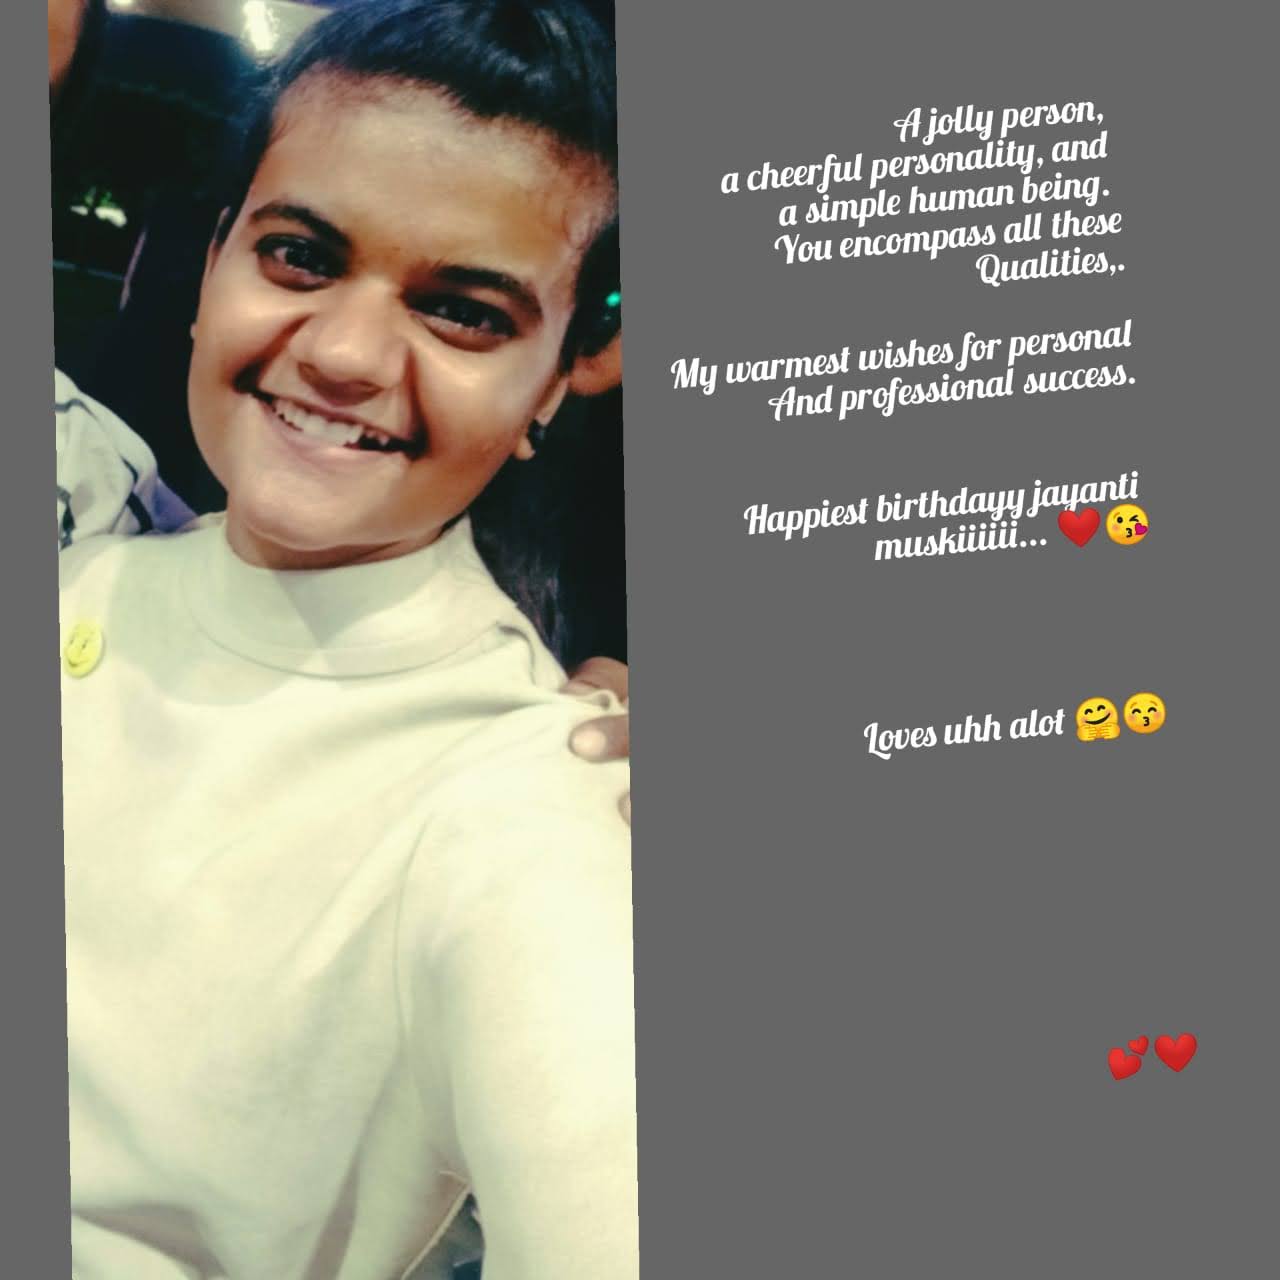 A jolly person,
a cheerful personality, and
a simple human being.
You encompass all these
Qualities,.
My warmest wishes for personal
And professional success.
Happiest birthdayy jayanti
muskiiiiii... ❤️😘
Loves uhh alot 🤗😙
💕❤️